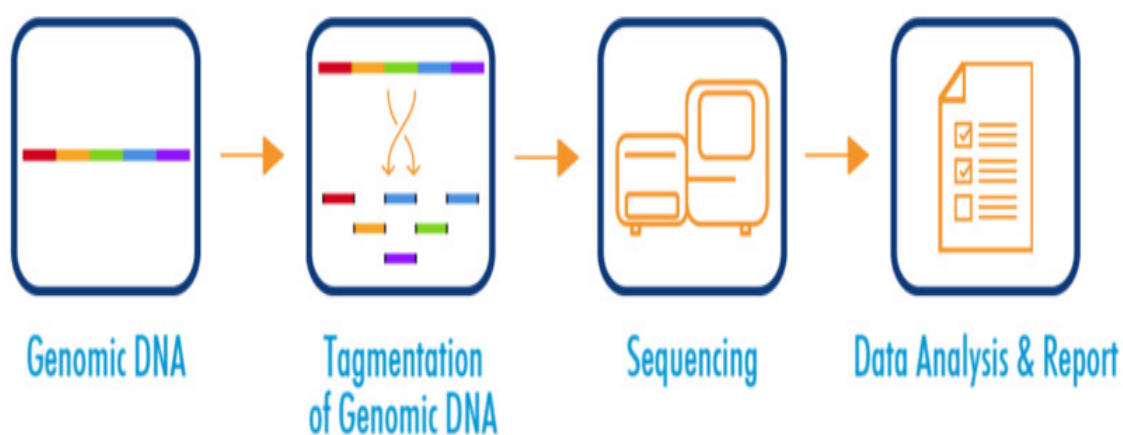 Genomic DNA
Tagmentation
of Genomic DNA
Sequencing
Data Analysis & Report